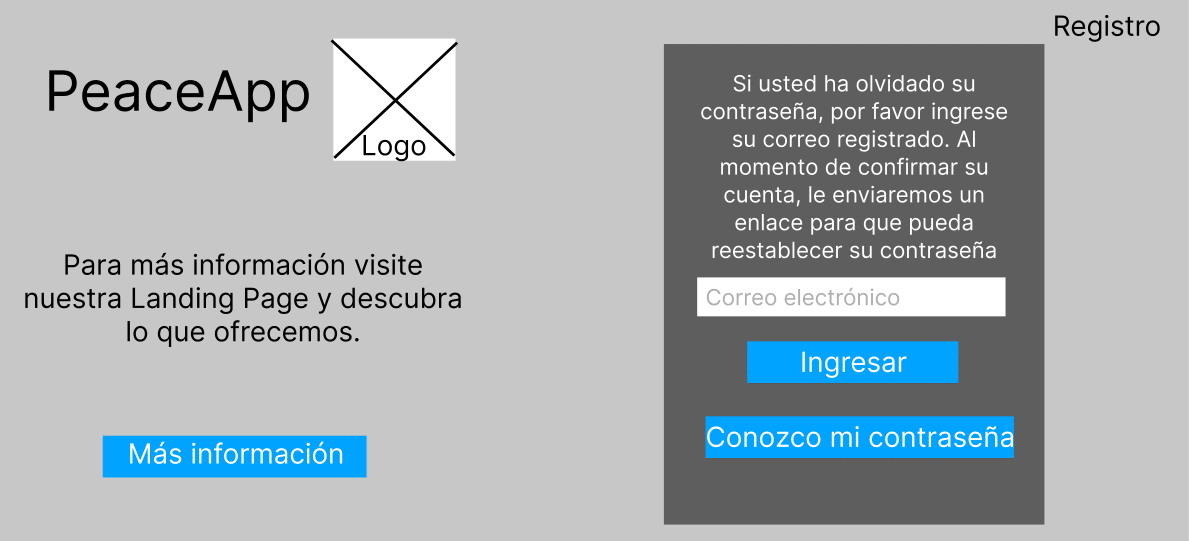 Registro
PeaceApp
Logo
Para más información visite
nuestra Landing Page y descubra
lo que ofrecemos.
Más información
Si usted ha olvidado su
contraseña, por favor ingrese
su correo registrado. Al
momento de confirmar su
cuenta, le enviaremos un
enlace para que pueda
reestablecer su contraseña
Correo electrónico
Ingresar
Conozco mi contraseña